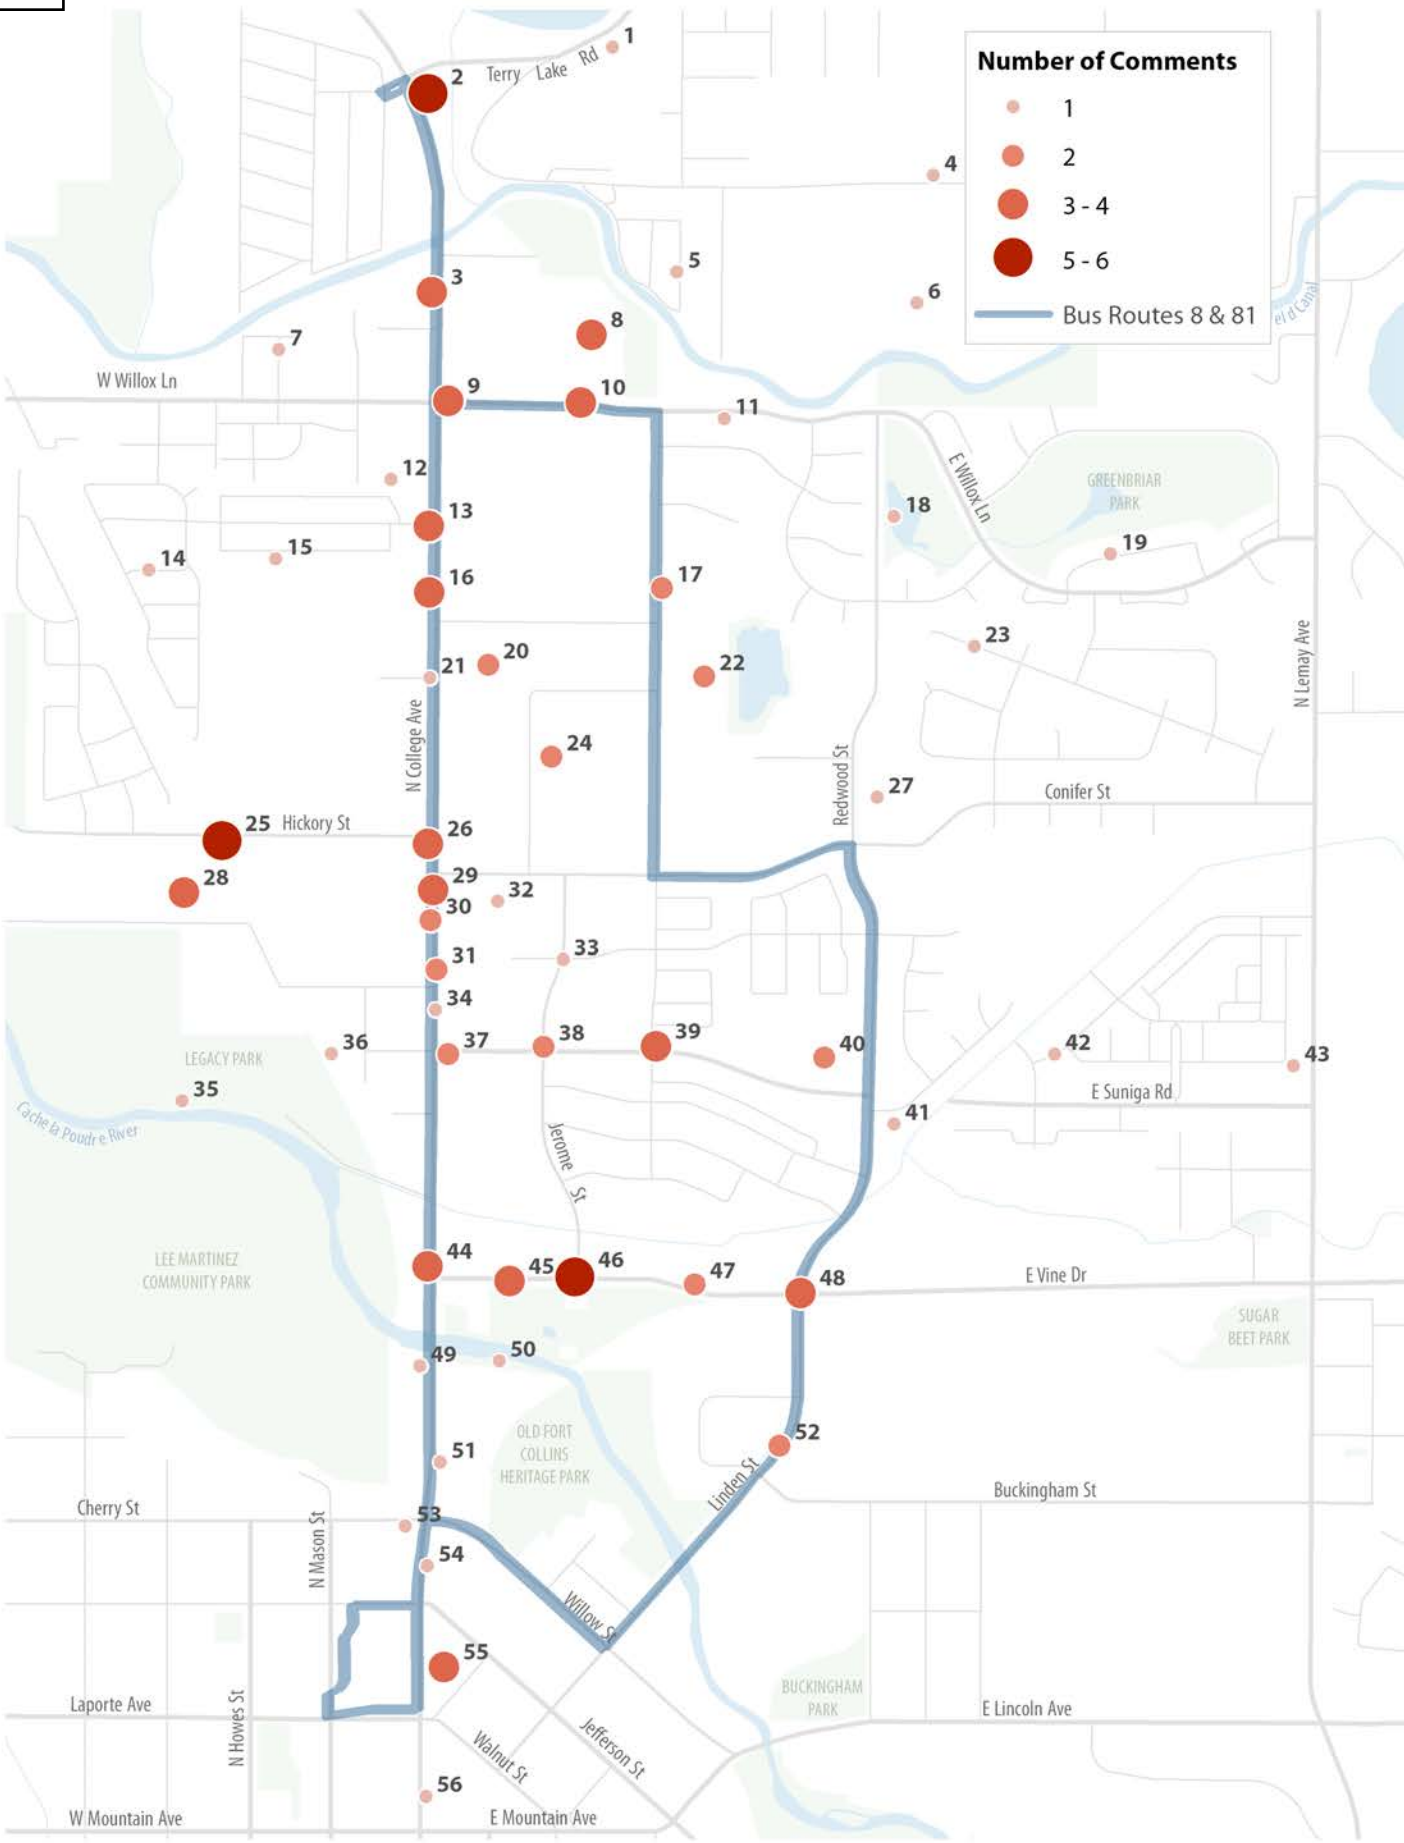 1
Terry Lake Rd
2
Number of Comments
1
2
3 - 4
5 - 6
Bus Routes 8 & 81
4
5
3
6
8
el d Canal
7
W Willox Ln
9
10
11
12
E Willox Ln
GREENBRIAR
PARK
13
18
14
15
19
16
17
23
21
20
22
N Lemay Ave
N College Ave
24
Redwood St
27
Conifer St
25
Hickory St
26
28
29
32
30
31
33
34
36
37
38
39
40
42
43
LEGACY PARK
35
E Suniga Rd
Cache la Poudr e River
41
Jerome St
LEE MARTINEZ
COMMUNITY PARK
44
45
46
47
48
E Vine Dr
SUGAR
BEET PARK
49
50
OLD FORT
COLLINS
HERITAGE PARK
51
52
Linden St
Buckingham St
Cherry St
53
N Mason St
54
Willow St
55
BUCKINGHAM
PARK
Laporte Ave
N Howes St
E Lincoln Ave
Walnut St
Jefferson St
56
W Mountain Ave
E Mountain Ave